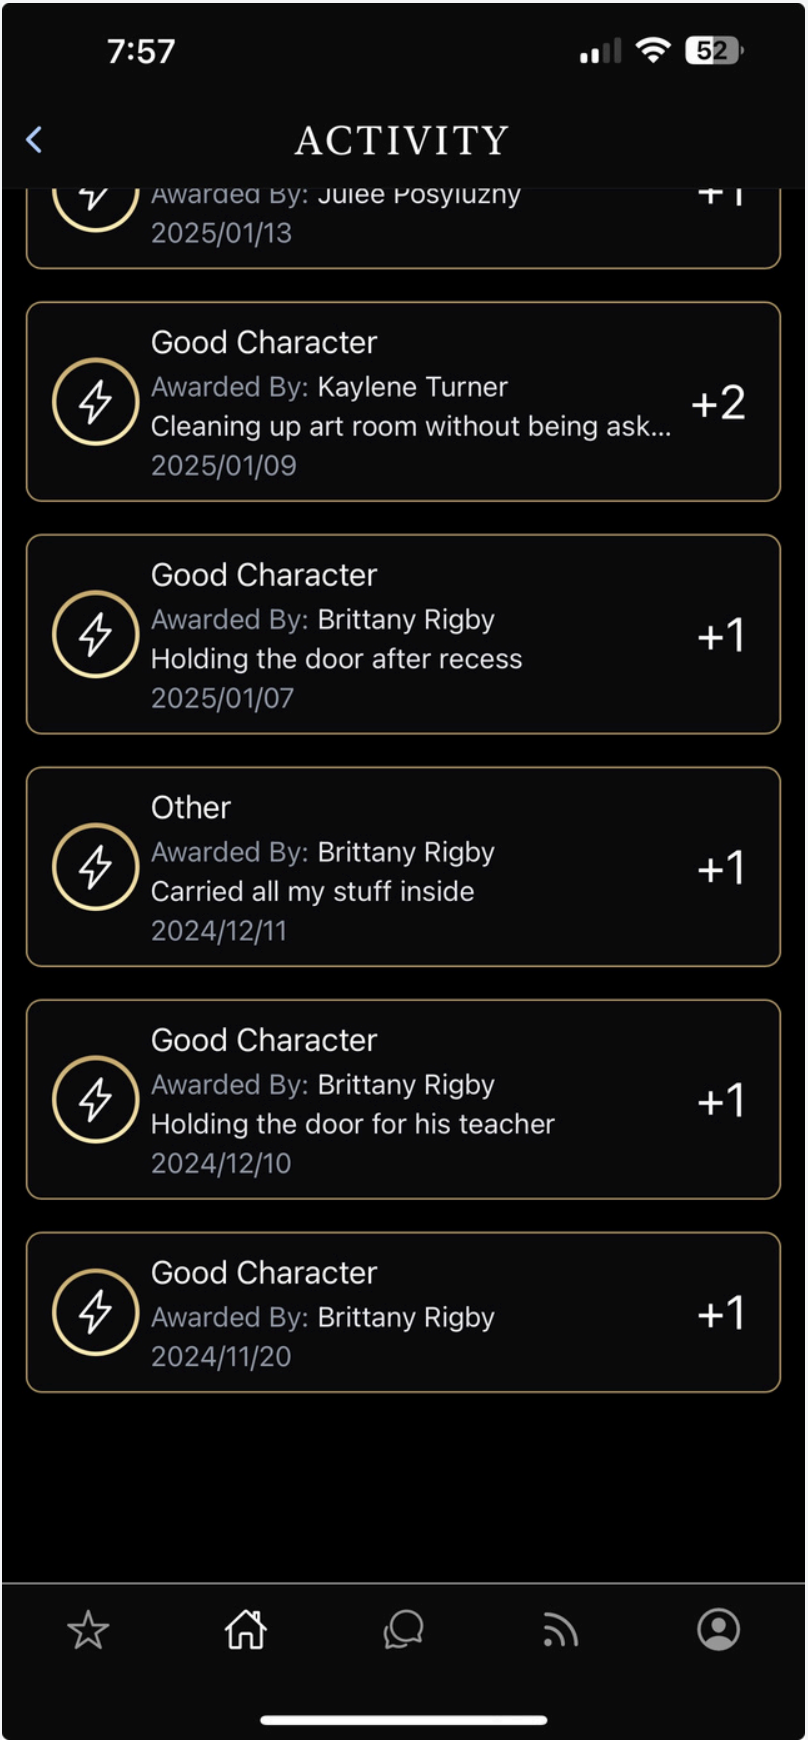 7:57
52
ACTIVITY
Awarded By: Julee Posyluzny
+1
2025/01/13
Good Character
Awarded By: Kaylene Turner
+2
Cleaning up art room without being ask...
2025/01/09
Good Character
Awarded By: Brittany Rigby
+1
Holding the door after recess
2025/01/07
Other
Awarded By: Brittany Rigby
+1
Carried all my stuff inside
2024/12/11
Good Character
Awarded By: Brittany Rigby
+1
Holding the door for his teacher
2024/12/10
Good Character
Awarded By: Brittany Rigby
+1
2024/11/20